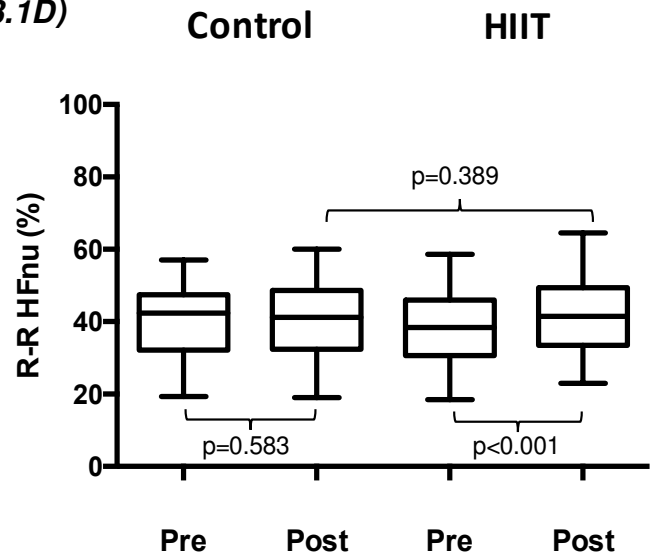 3.1D)
Control HIIT
100
80
60
40
20
0
R-R HFnu (%)
p=0.389
p=0.583
p<0.001
Pre Post Pre Post